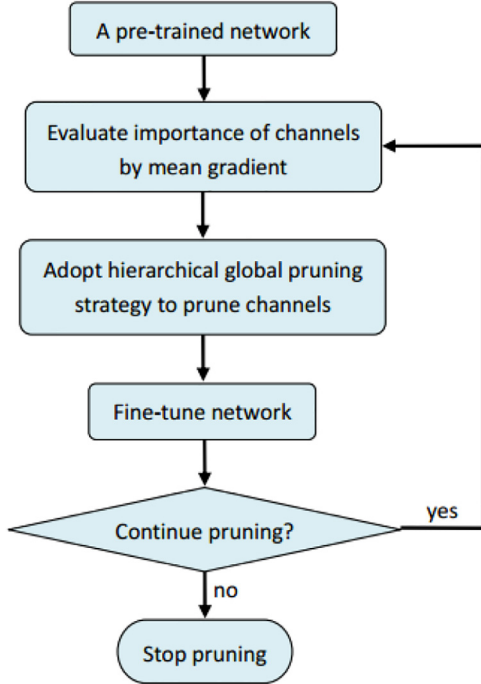 A pre-trained network
Evaluate importance of channels
by mean gradient
Adopt hierarchical global pruning
strategy to prune channels
Fine-tune network
Continue pruning?
yes
no
Stop pruning